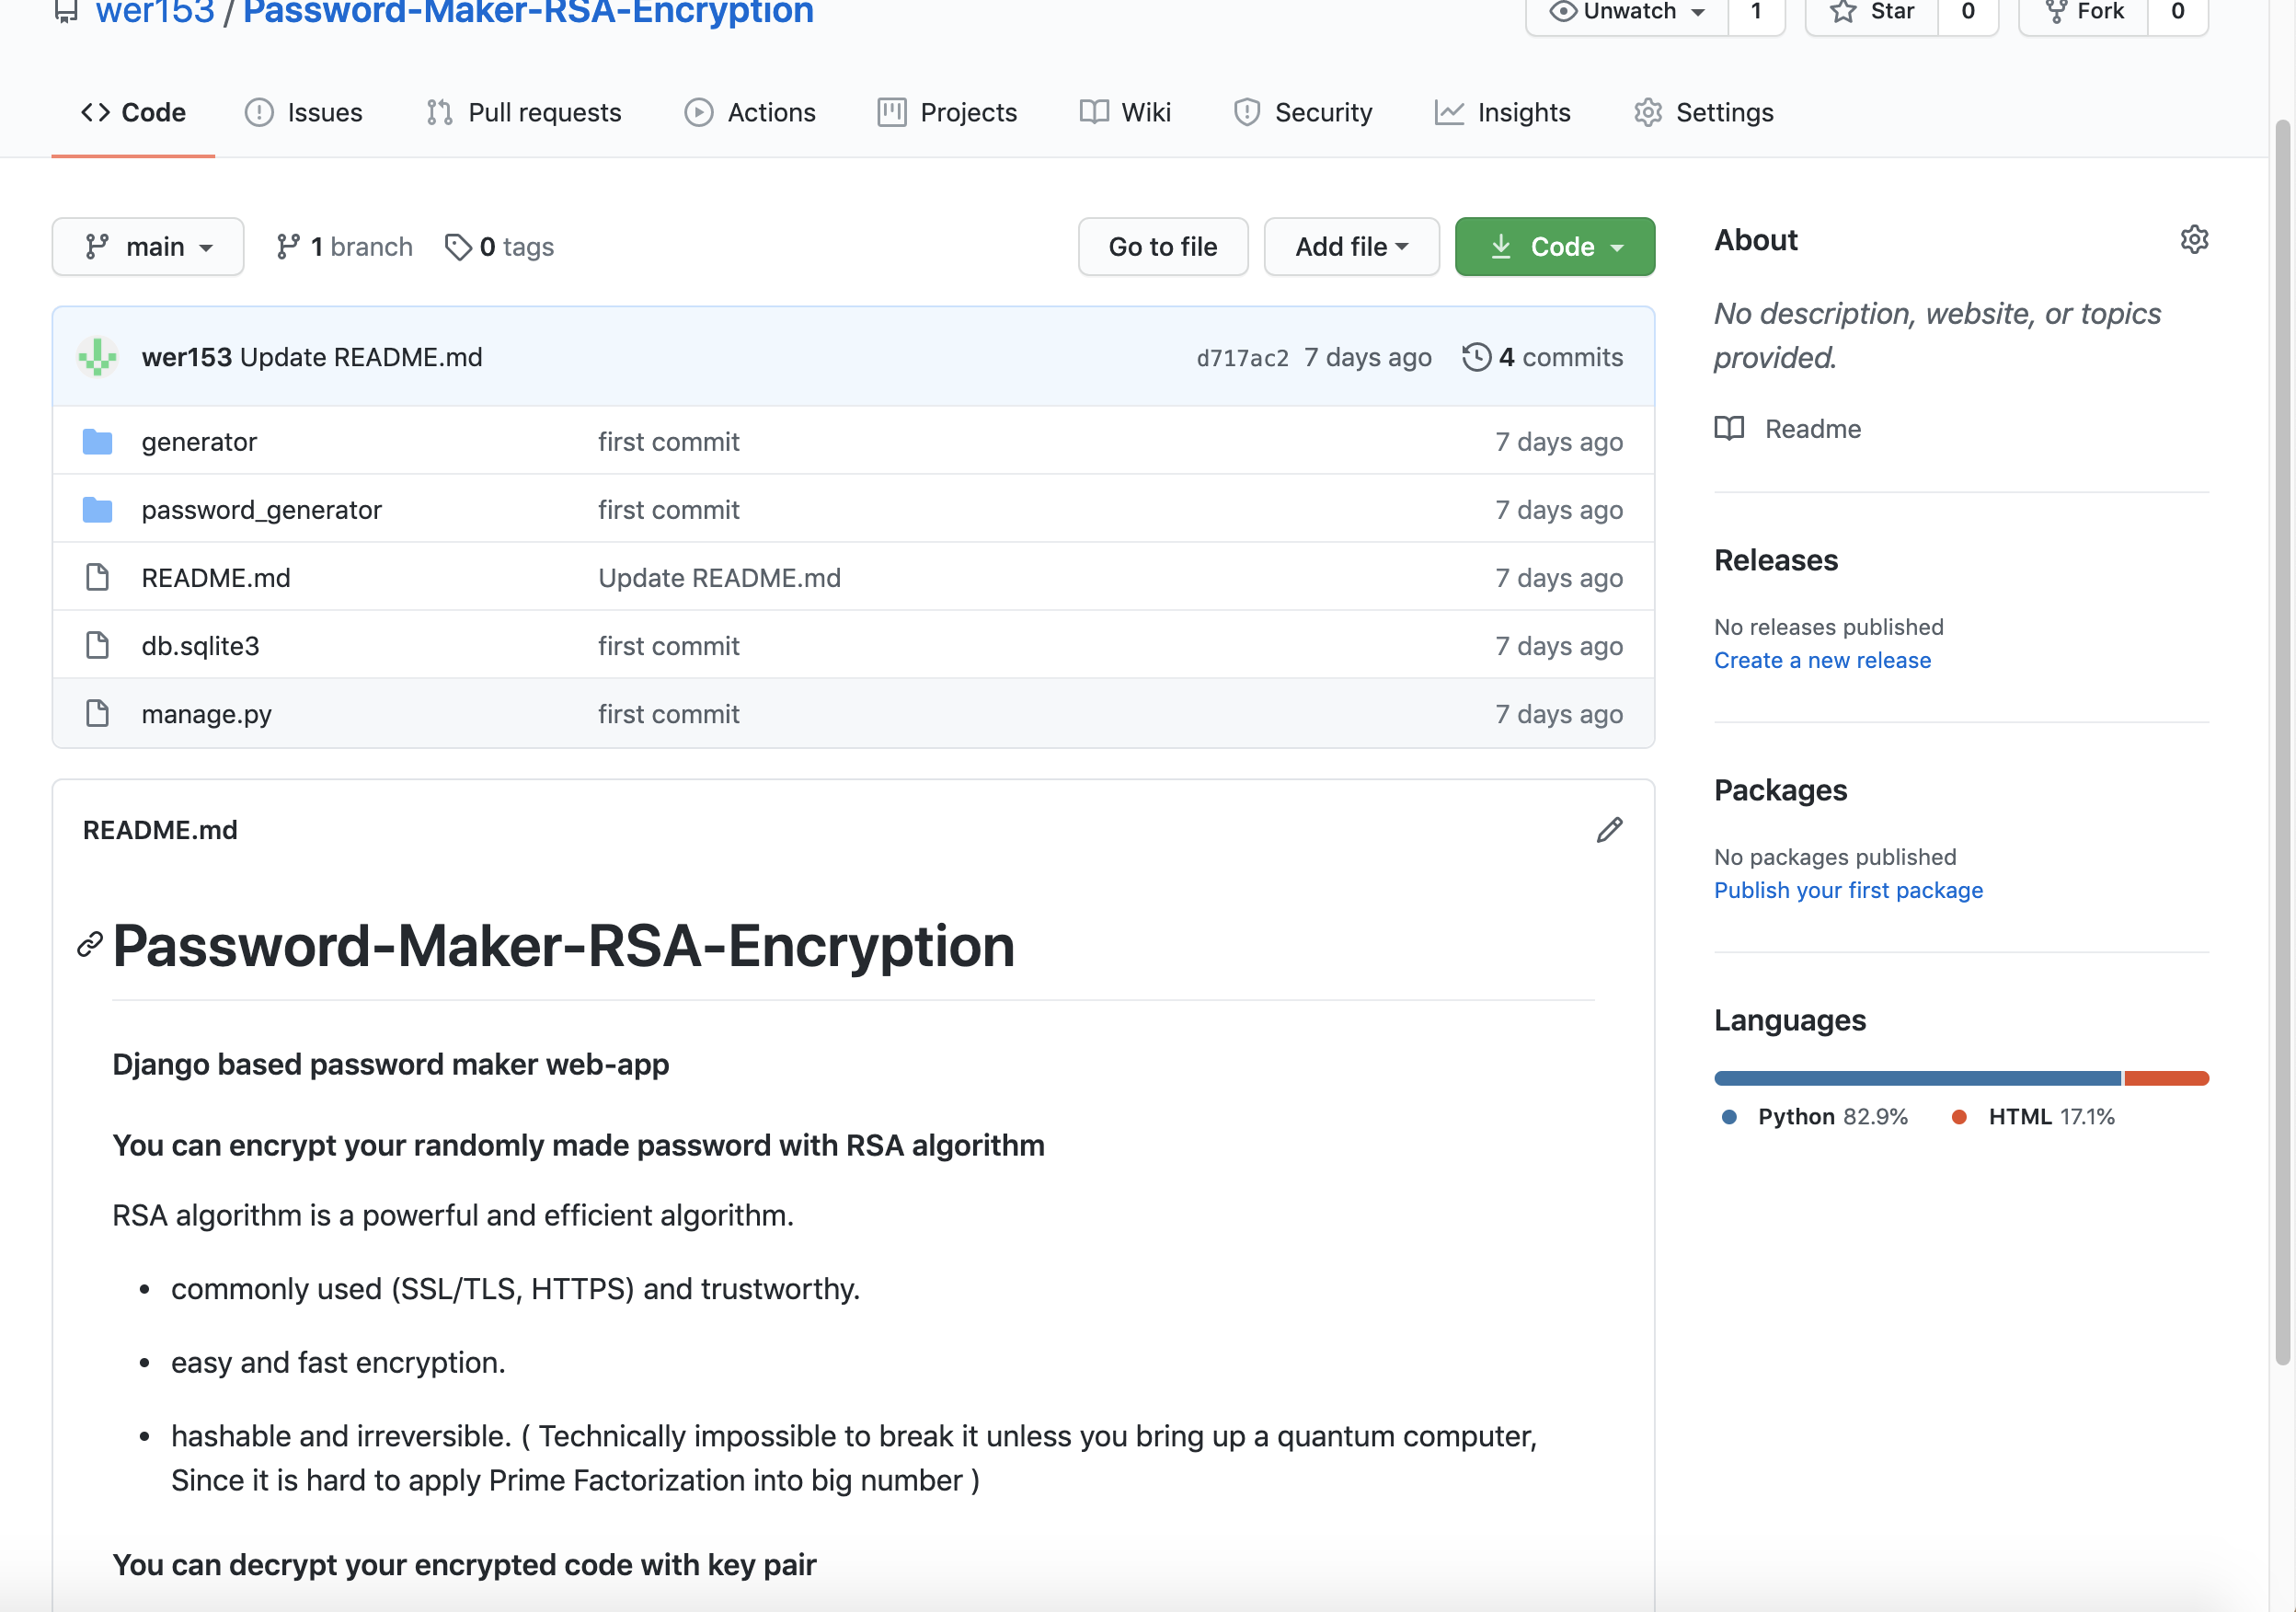 wer153 / Password-Maker-RSA-Encryption
Unwatch 1 Star 0 Fork 0
Code Issues Pull requests Actions Projects Wiki Security Insights Settings
main 1 branch 0 tags Go to file Add file Code
wer153 Update README.md d717ac2 7 days ago 4 commits
generator first commit 7 days ago
password_generator first commit 7 days ago
README.md Update README.md 7 days ago
db.sqlite3 first commit 7 days ago
manage.py first commit 7 days ago
README.md
Password-Maker-RSA-Encryption
Django based password maker web-app
You can encrypt your randomly made password with RSA algorithm
RSA algorithm is a powerful and efficient algorithm.
• commonly used (SSL/TLS, HTTPS) and trustworthy.
• easy and fast encryption.
• hashable and irreversible. ( Technically impossible to break it unless you bring up a quantum computer,
Since it is hard to apply Prime Factorization into big number )
You can decrypt your encrypted code with key pair
About
No description, website, or topics
provided.
Readme
Releases
No releases published
Create a new release
Packages
No packages published
Publish your first package
Languages
Python 82.9% HTML 17.1%